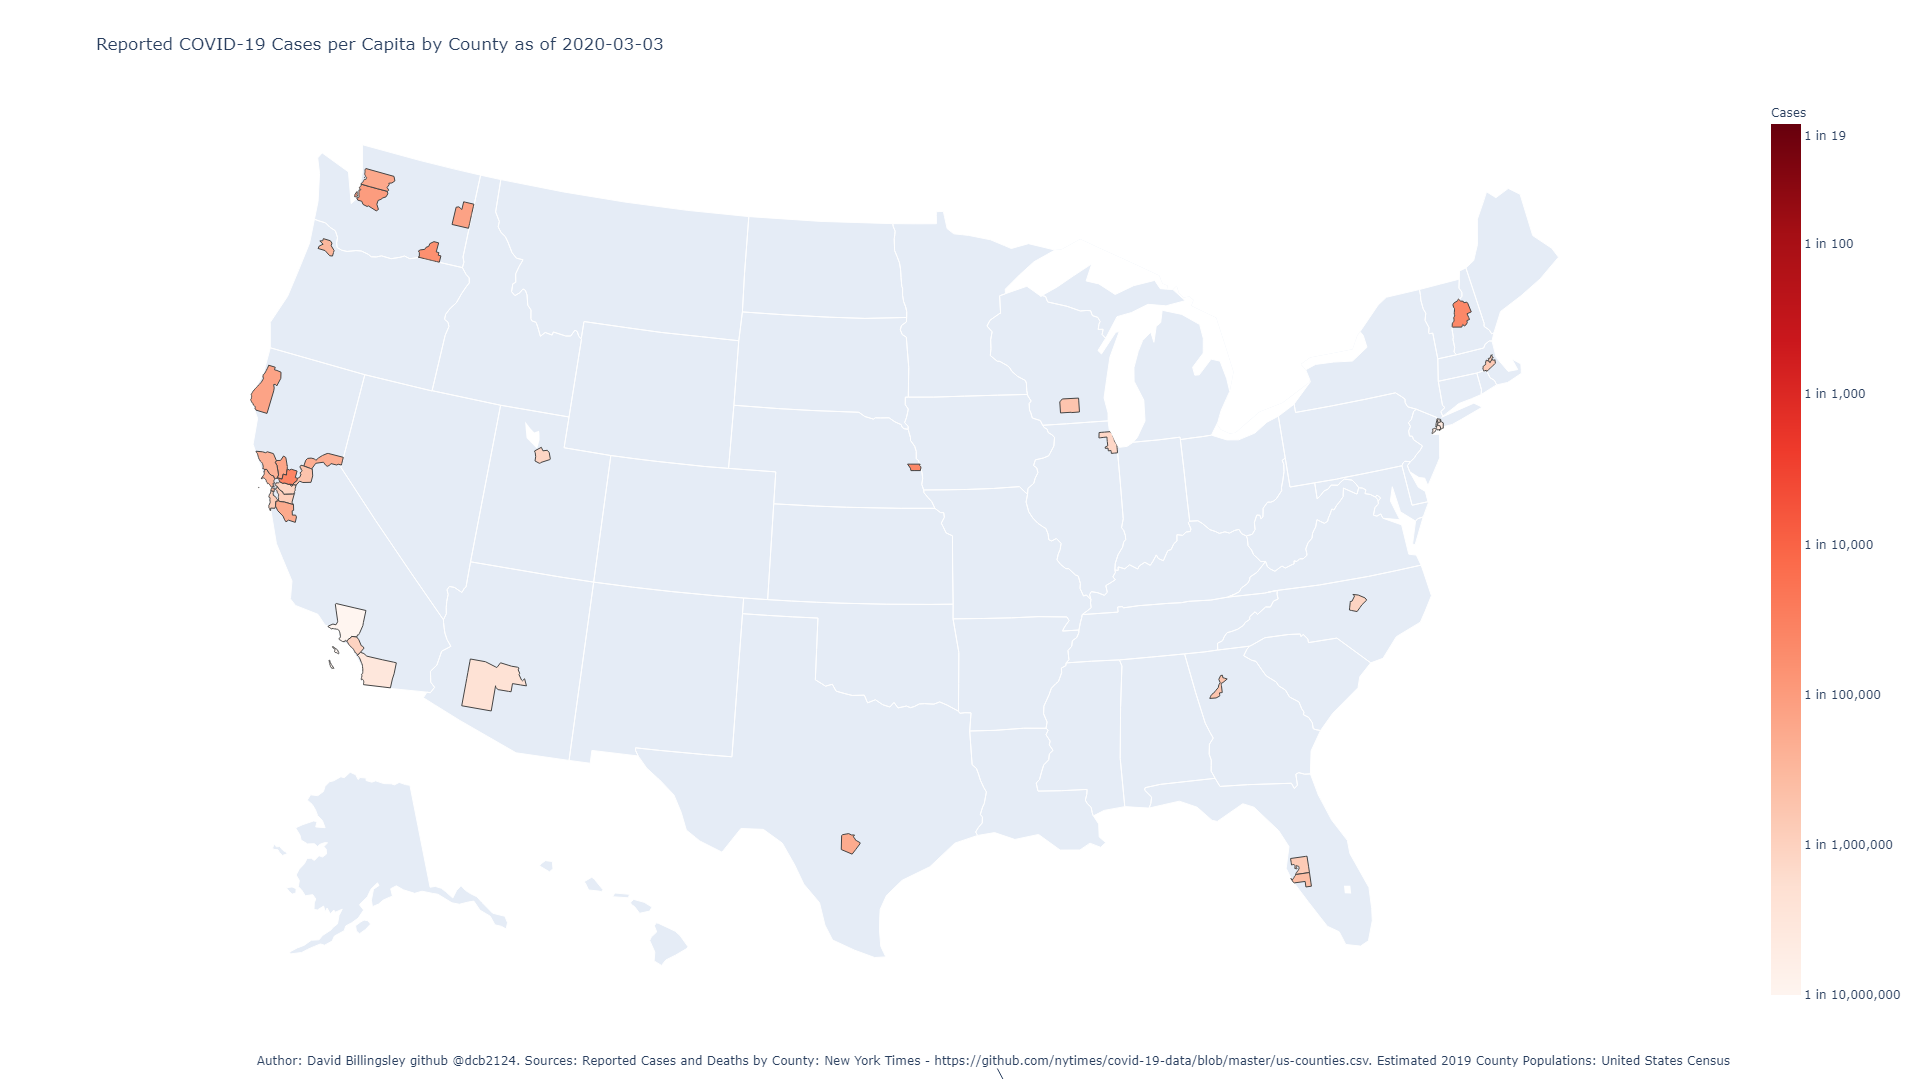 Reported COVID-19 Cases per Capita by County as of 2020-03-03
Cases
1 in 19
1 in 100
1 in 1,000
1 in 10,000
1 in 100,000
1 in 1,000,000
1 in 10,000,000
Author: David Billingsley github @dcb2124. Sources: Reported Cases and Deaths by County: New York Times - https://github.com/nytimes/covid-19-data/blob/master/us-counties.csv. Estimated 2019 County Populations: United States Census